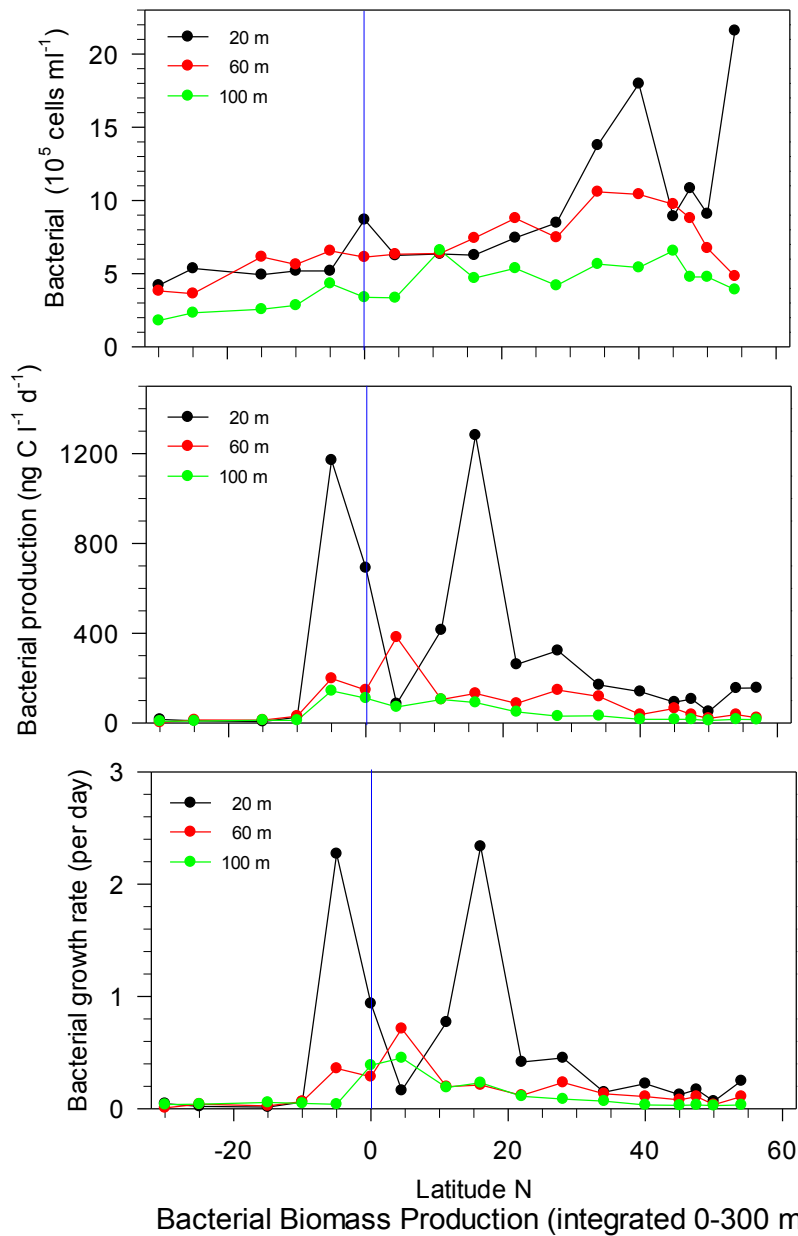 20
15
10
5
0
Bacterial (10⁵ cells ml⁻¹)
20 m
60 m
100 m
1200
800
400
0
Bacterial production (ng C l⁻¹ d⁻¹)
20 m
60 m
100 m
3
2
1
0
Bacterial growth rate (per day)
20 m
60 m
100 m
-20 0 20 40 60
Latitude N
Bacterial Biomass Production (integrated 0-300 m